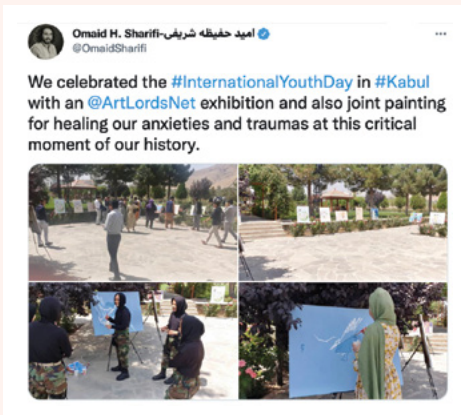 Omaid H. Sharifi-امید حفیظه شریفی
@OmaidSharifi
We celebrated the #InternationalYouthDay in #Kabul
with an @ArtLordsNet exhibition and also joint painting
for healing our anxieties and traumas at this critical
moment of our history.